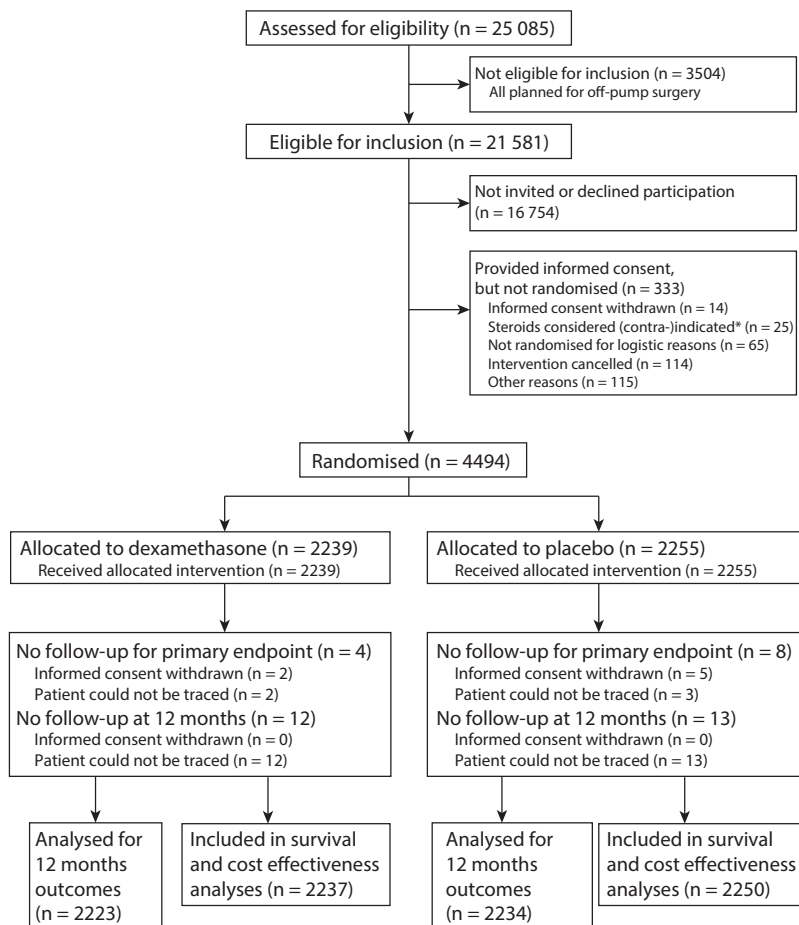 Assessed for eligibility (n = 25 085)
Not eligible for inclusion (n = 3504)
All planned for off-pump surgery
Eligible for inclusion (n = 21 581)
Not invited or declined participation
(n = 16 754)
Provided informed consent,
but not randomised (n = 333)
Informed consent withdrawn (n = 14)
Steroids considered (contra-)indicated* (n = 25)
Not randomised for logistic reasons (n = 65)
Intervention cancelled (n = 114)
Other reasons (n = 115)
Randomised (n = 4494)
Allocated to dexamethasone (n = 2239)
Received allocated intervention (n = 2239)
Allocated to placebo (n = 2255)
Received allocated intervention (n = 2255)
No follow-up for primary endpoint (n = 4)
Informed consent withdrawn (n = 2)
Patient could not be traced (n = 2)
No follow-up at 12 months (n = 12)
Informed consent withdrawn (n = 0)
Patient could not be traced (n = 12)
No follow-up for primary endpoint (n = 8)
Informed consent withdrawn (n = 5)
Patient could not be traced (n = 3)
No follow-up at 12 months (n = 13)
Informed consent withdrawn (n = 0)
Patient could not be traced (n = 13)
Analysed for
12 months
outcomes
(n = 2223)
Included in survival
and cost effectiveness
analyses (n = 2237)
Analysed for
12 months
outcomes
(n = 2234)
Included in survival
and cost effectiveness
analyses (n = 2250)